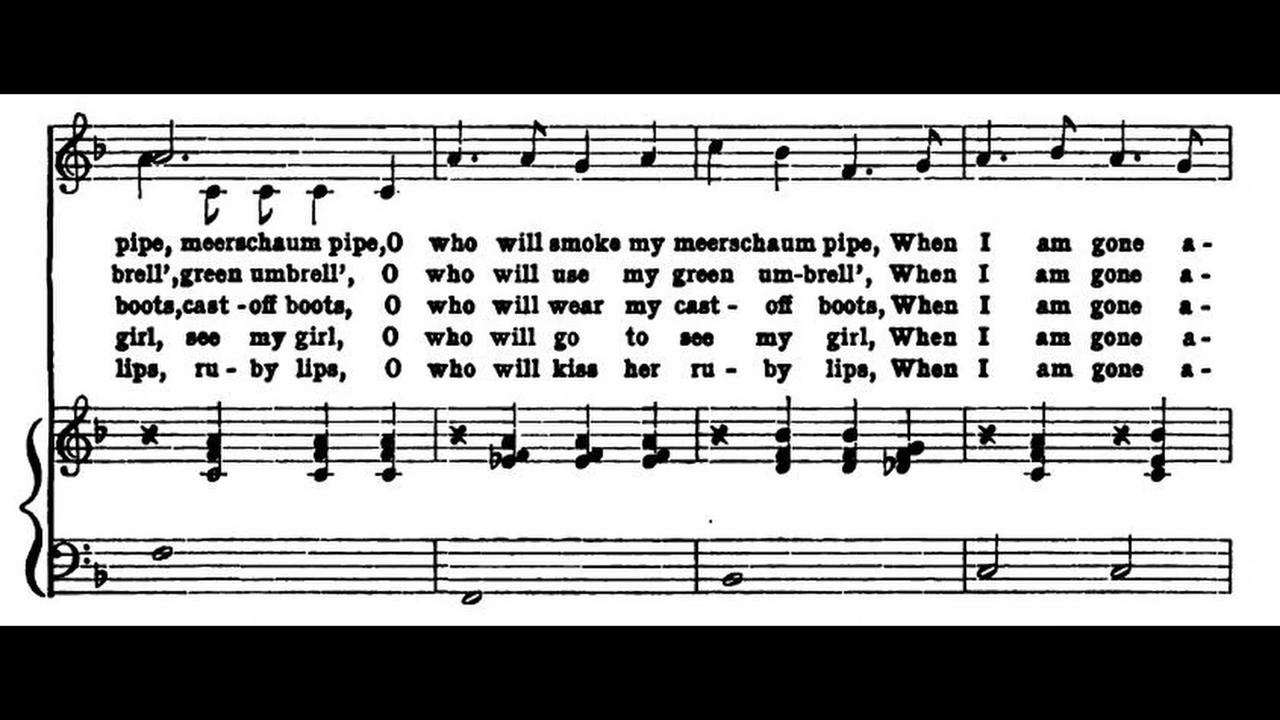 pipe, meerschaum pipe,O who will smoke my meerschaum pipe, When I am gone a-
brell',green umbrell', O who will use my green um-brell', When I am gone a-
boots,cast-off boots, O who will wear my cast- off boots, When I am gone a-
girl, see my girl, O who will go to see my girl, When I am gone a-
lips, ru-by lips, O who will kiss her ru- by lips, When I am gone a-